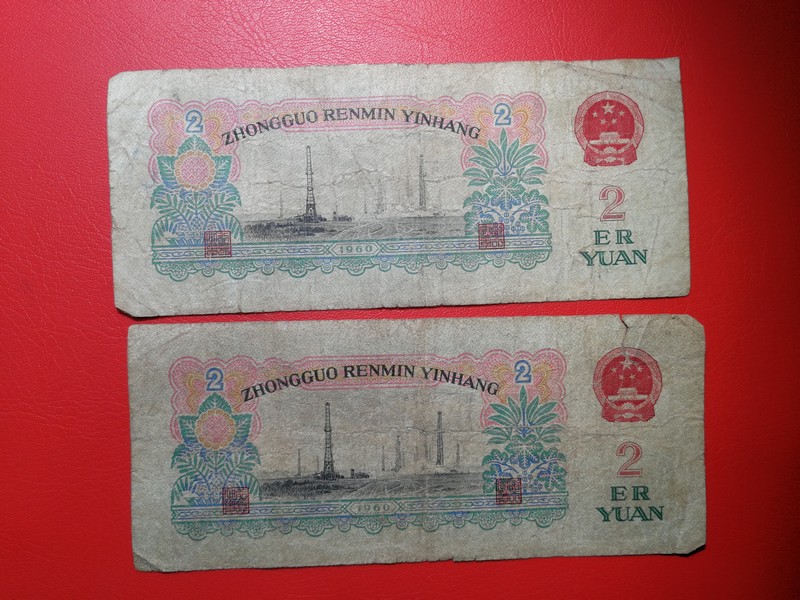 2 2
ZHONGGUO RENMIN YINHANG
2
ER
YUAN
1960
2 2
ZHONGGUO RENMIN YINHANG
2
ER
YUAN
1960